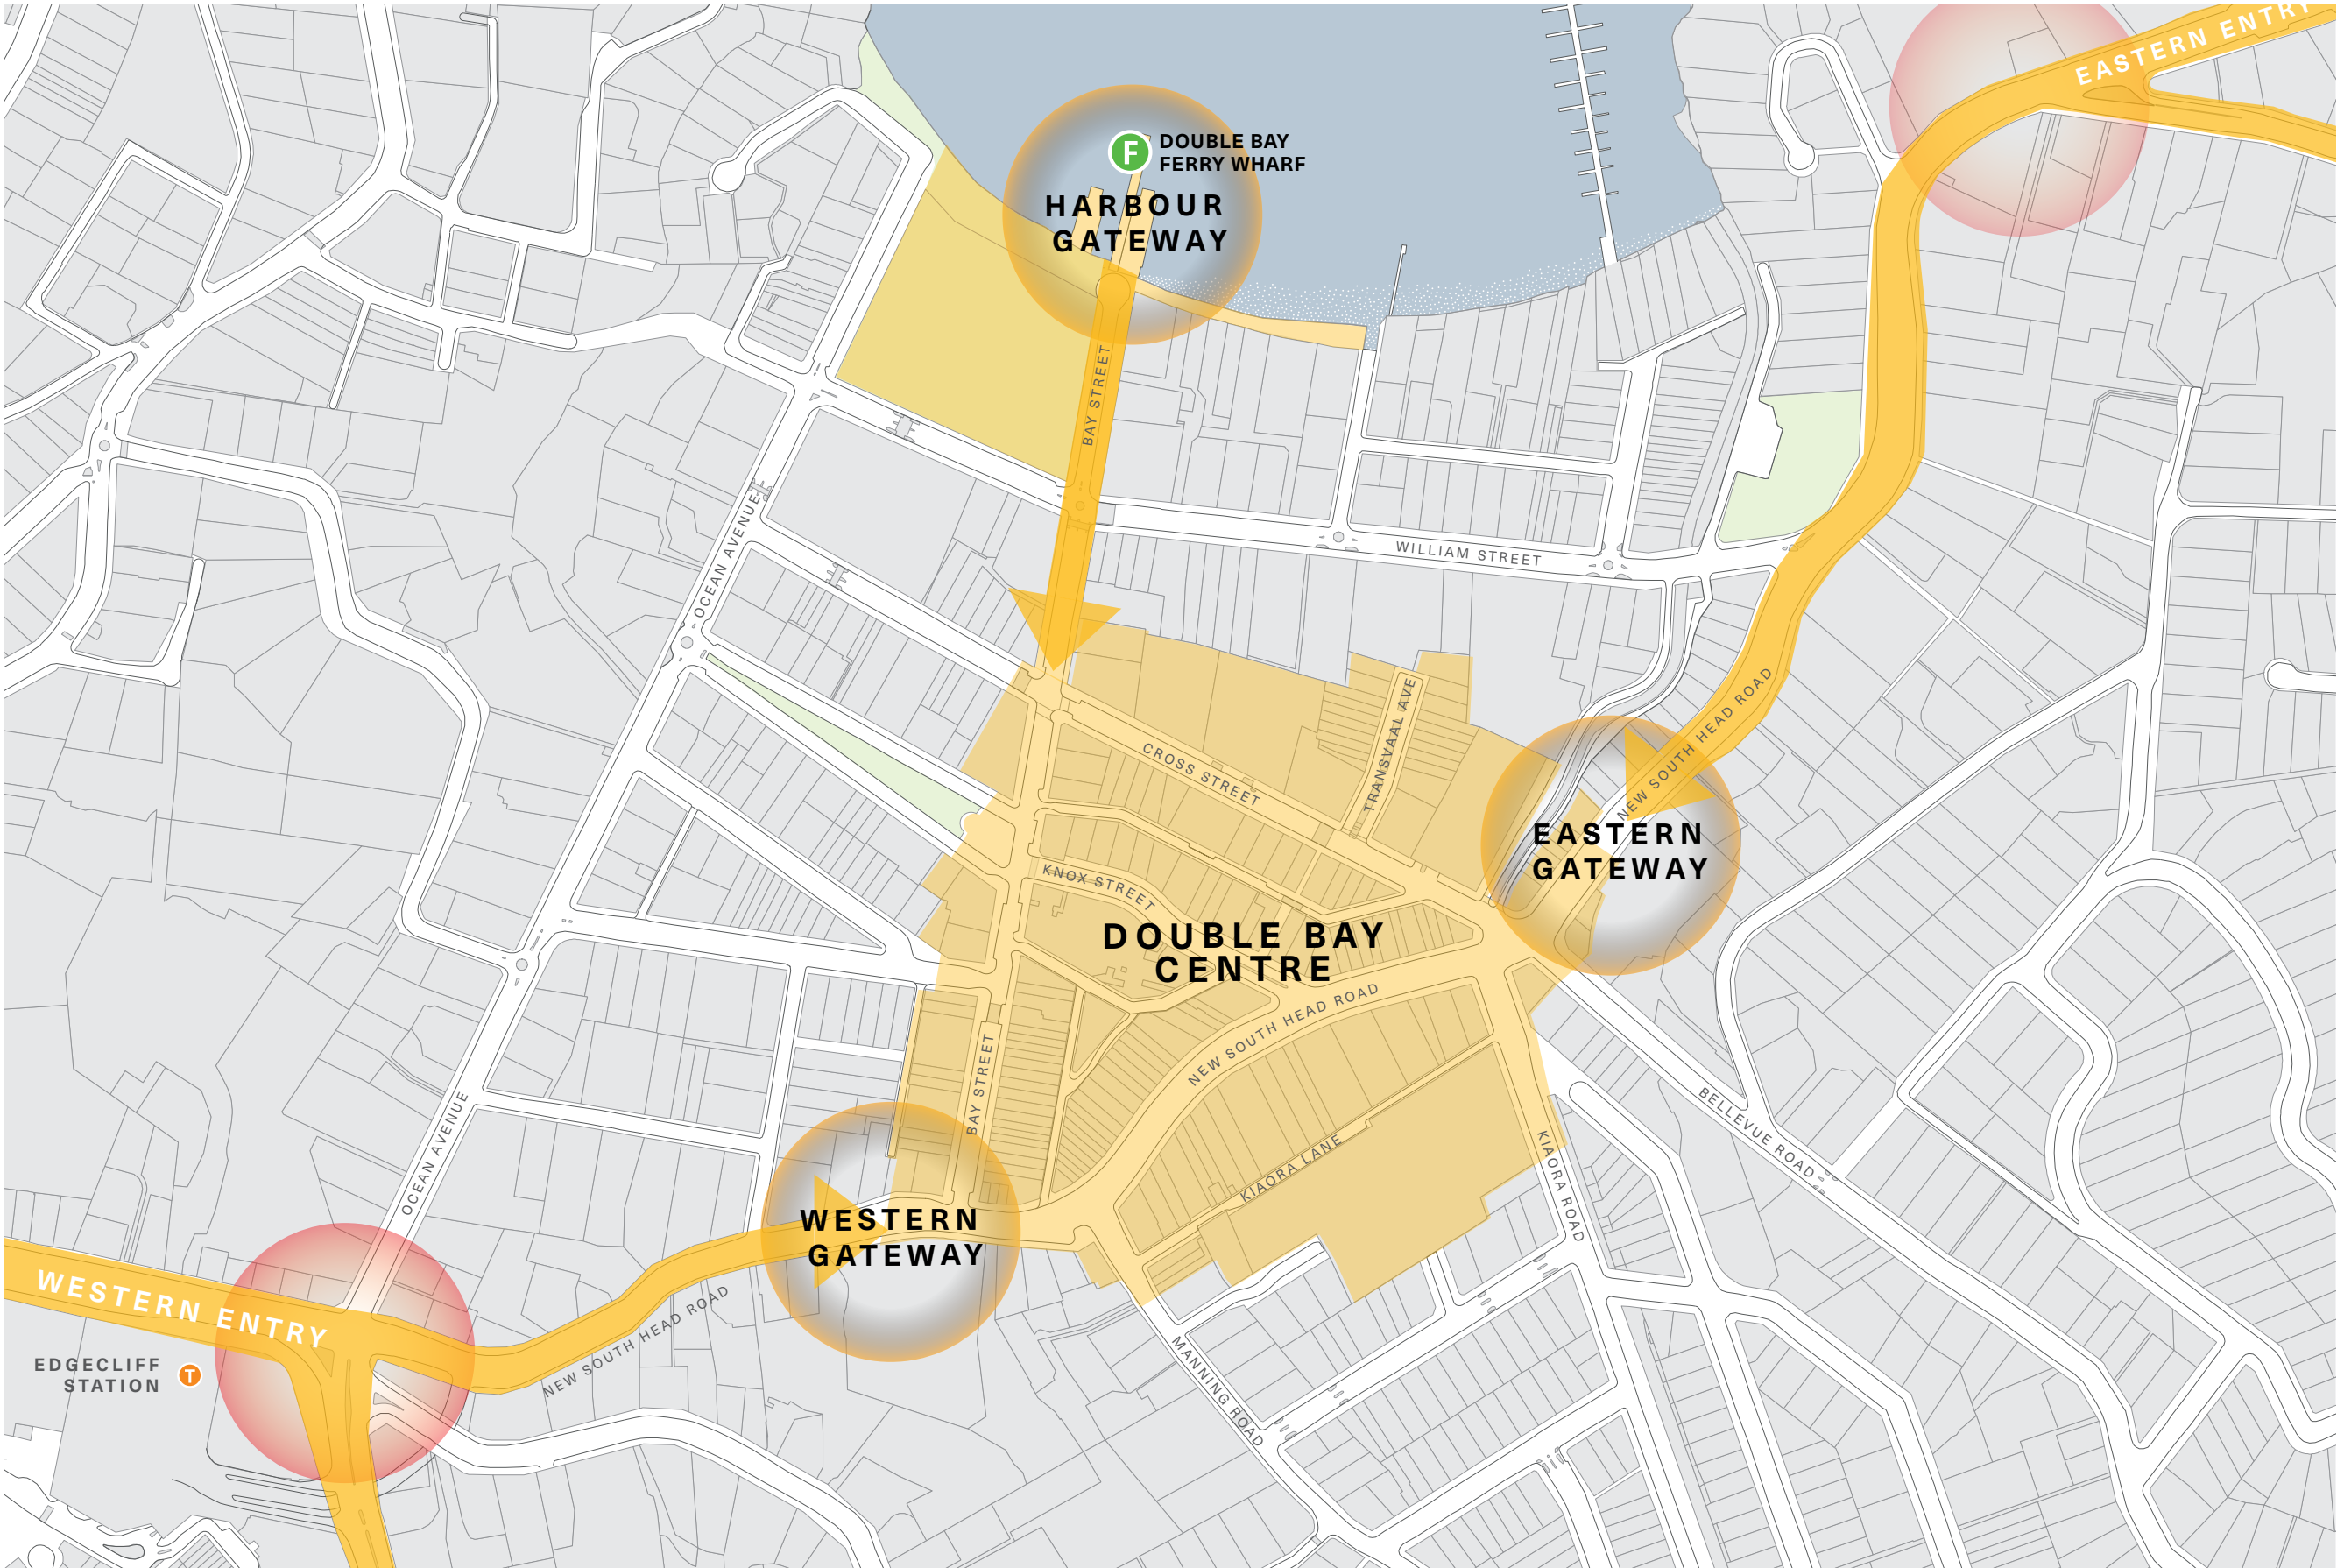 EASTERN ENTRY
F
DOUBLE BAY
FERRY WHARF
HARBOUR
GATEWAY
BAY STREET
OCEAN AVENUE
WILLIAM STREET
TRANSVAAL AVE
CROSS STREET
NEW SOUTH HEAD ROAD
EASTERN
GATEWAY
KNOX STREET
DOUBLE BAY
CENTRE
NEW SOUTH HEAD ROAD
BAY STREET
KIAORA LANE
KIAORA ROAD
BELLEVUE ROAD
OCEAN AVENUE
WESTERN
GATEWAY
WESTERN ENTRY
NEW SOUTH HEAD ROAD
EDGECLIFF
STATION
T
MANNING ROAD